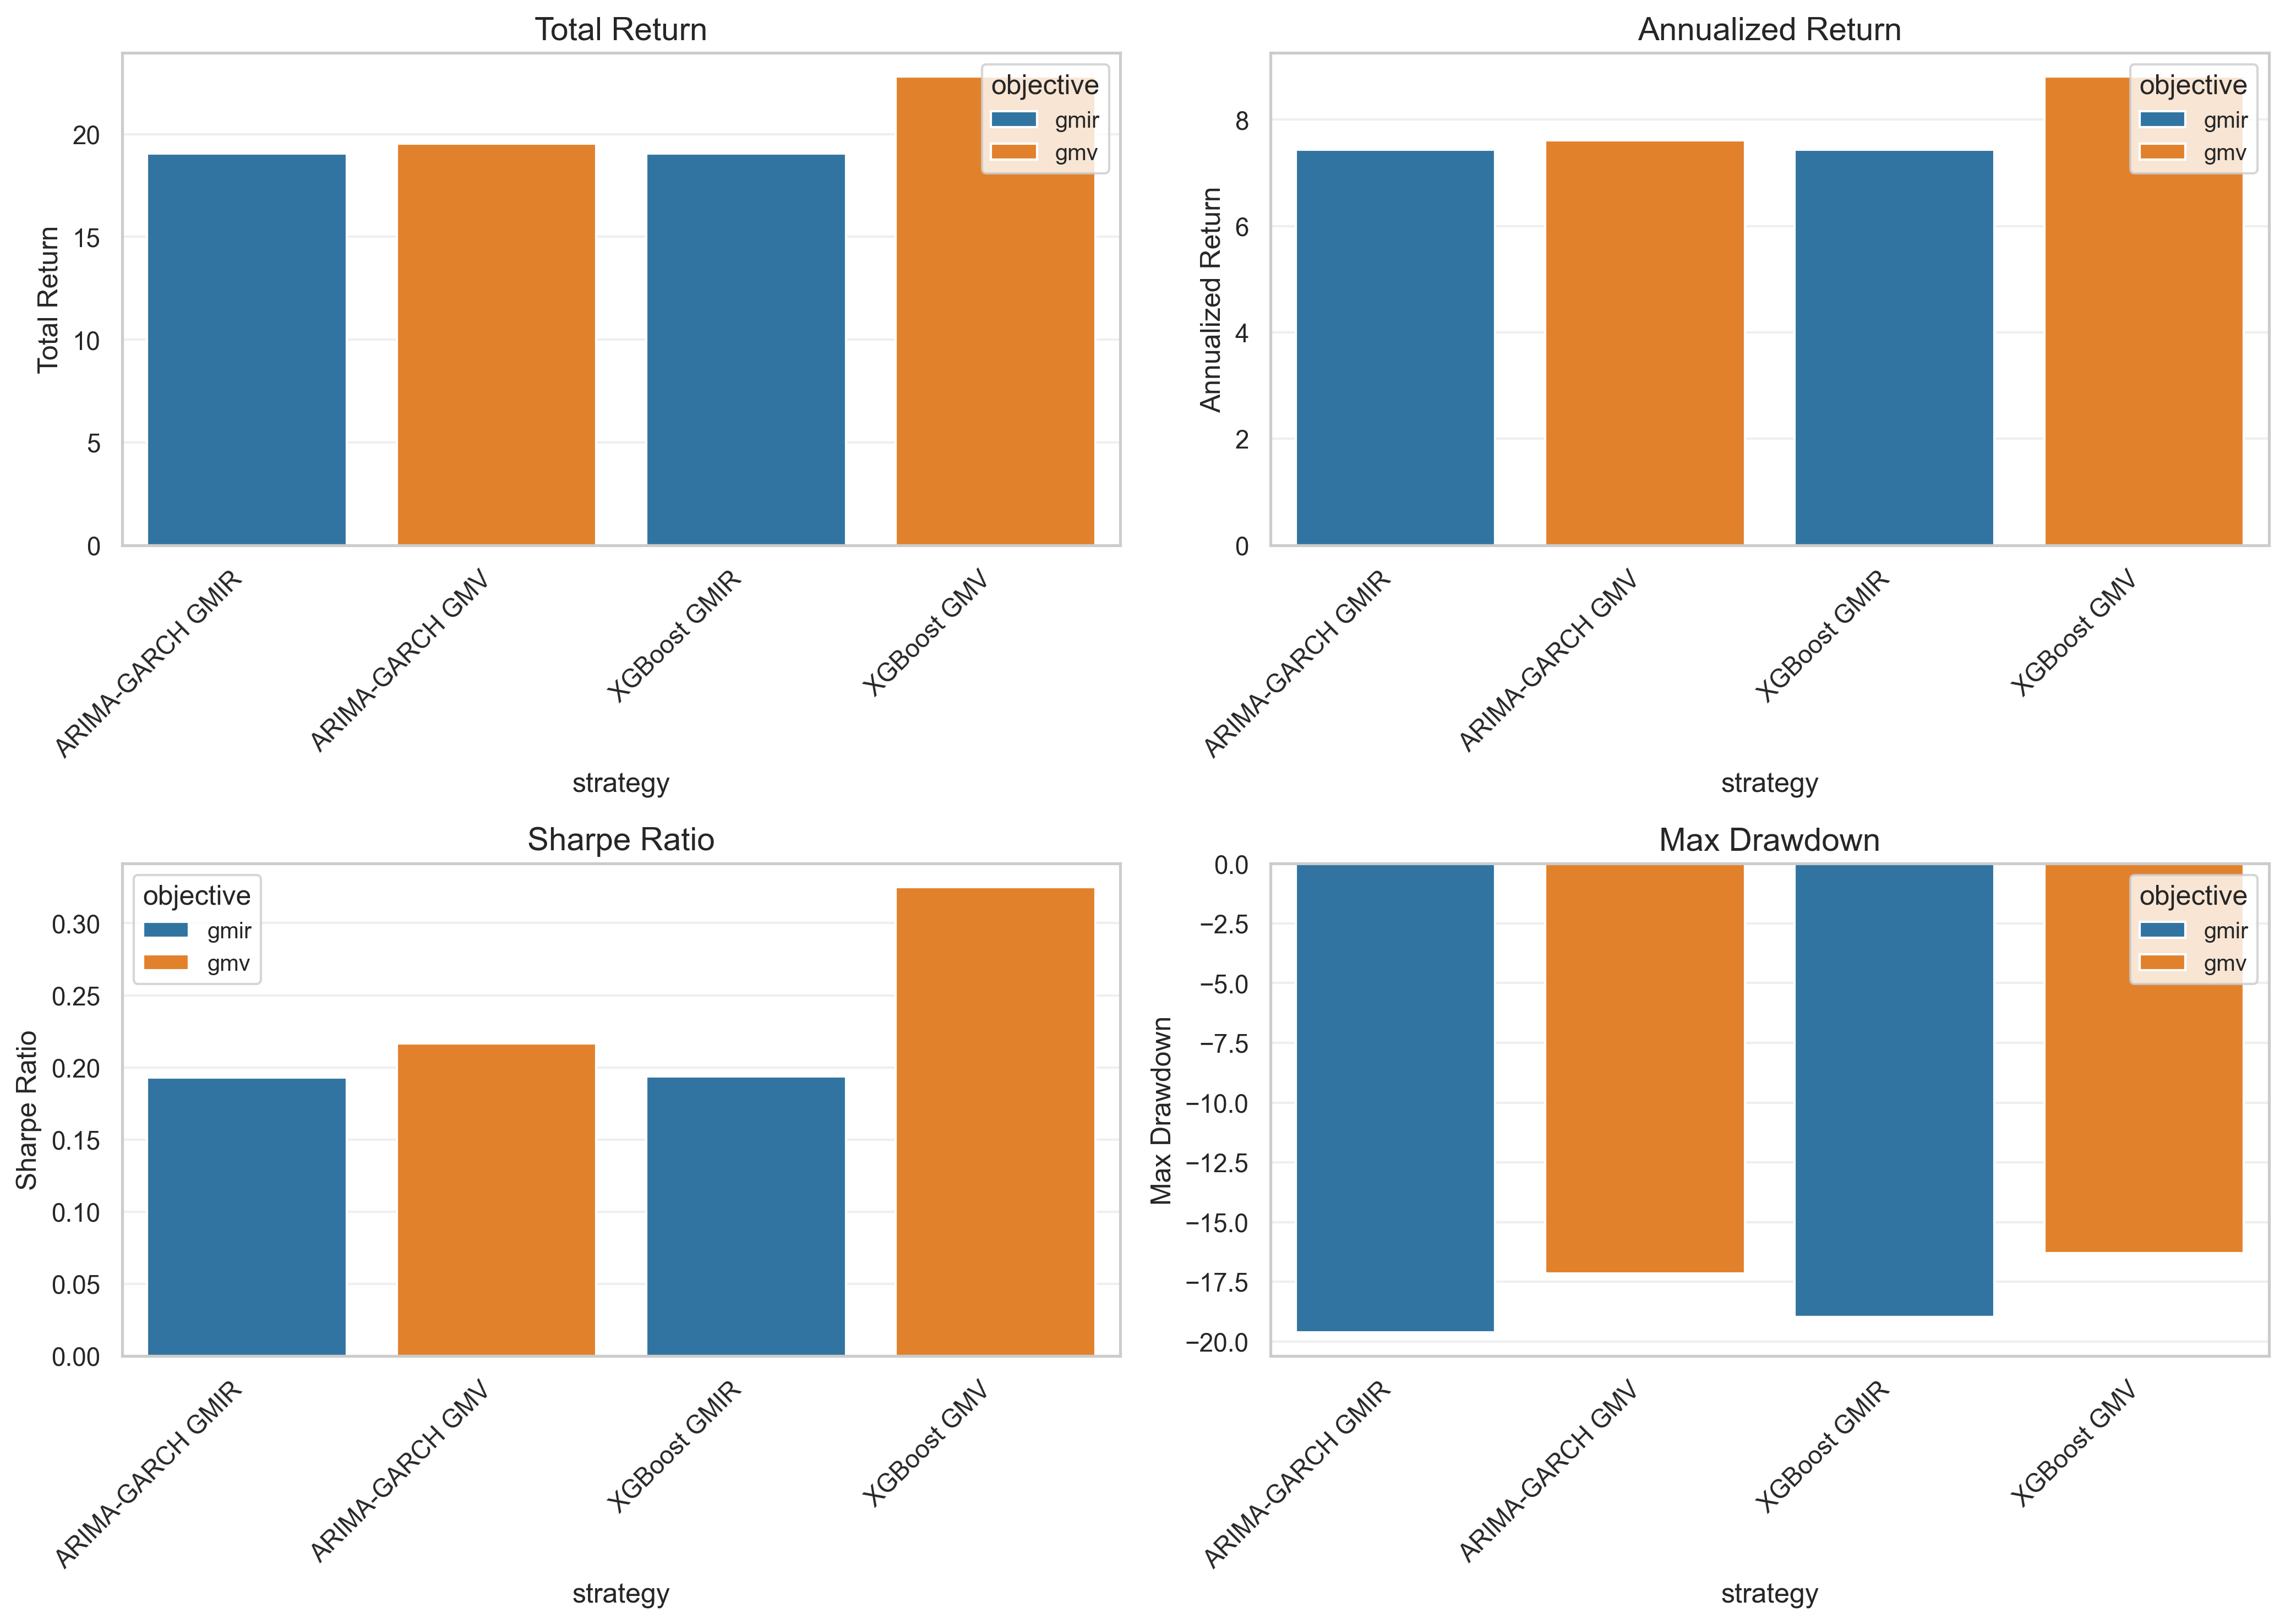 Total Return
Total Return
20
15
10
5
0
objective
gmir
gmv
ARIMA-GARCH GMIR
ARIMA-GARCH GMV
XGBoost GMIR
XGBoost GMV
strategy
Annualized Return
Annualized Return
8
6
4
2
0
objective
gmir
gmv
ARIMA-GARCH GMIR
ARIMA-GARCH GMV
XGBoost GMIR
XGBoost GMV
strategy
Sharpe Ratio
Sharpe Ratio
0.30
0.25
0.20
0.15
0.10
0.05
0.00
objective
gmir
gmv
ARIMA-GARCH GMIR
ARIMA-GARCH GMV
XGBoost GMIR
XGBoost GMV
strategy
Max Drawdown
Max Drawdown
0.0
−2.5
−5.0
−7.5
−10.0
−12.5
−15.0
−17.5
−20.0
objective
gmir
gmv
ARIMA-GARCH GMIR
ARIMA-GARCH GMV
XGBoost GMIR
XGBoost GMV
strategy